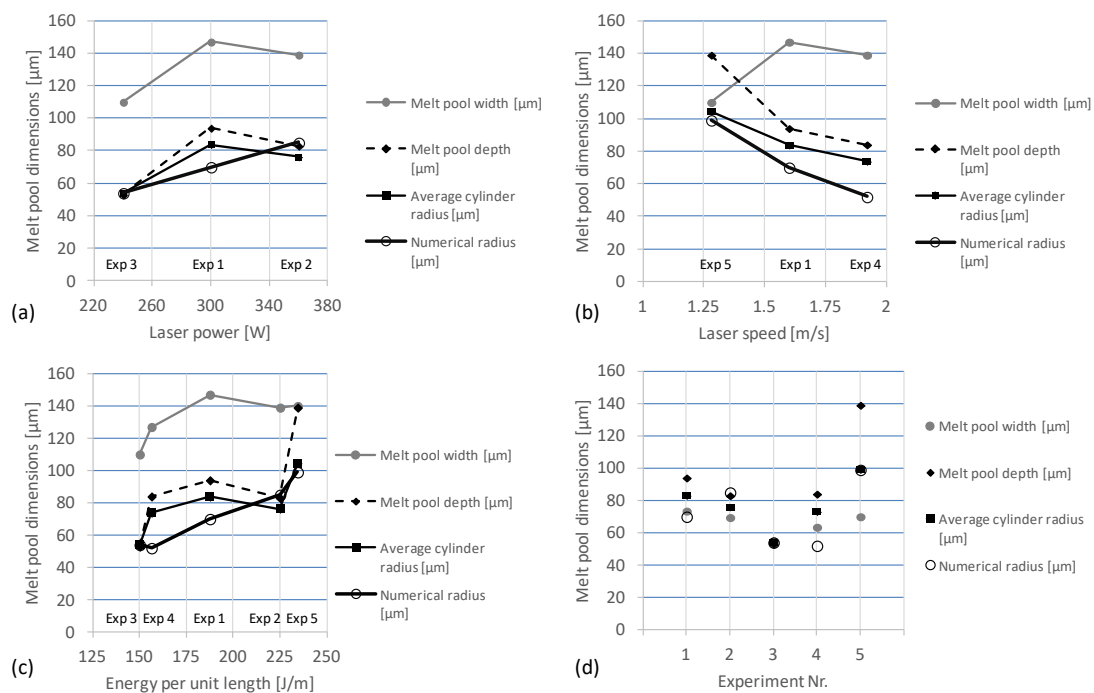 160
140
120
100
80
60
40
20
0
Melt pool dimensions [µm]
Exp 3 Exp 1 Exp 2
220 260 300 340 380
Laser power [W]
(a)
Melt pool width [µm]
Melt pool depth
[µm]
Average cylinder
radius [µm]
Numerical radius
[µm]
160
140
120
100
80
60
40
20
0
Melt pool dimensions [µm]
Exp 5 Exp 1 Exp 4
1 1.25 1.5 1.75 2
Laser speed [m/s]
(b)
Melt pool width [µm]
Melt pool depth
[µm]
Average cylinder
radius [µm]
Numerical radius
[µm]
160
140
120
100
80
60
40
20
0
Melt pool dimensions [µm]
Exp 3 Exp 4 Exp 1 Exp 2 Exp 5
125 150 175 200 225 250
Energy per unit length [J/m]
(c)
Melt pool width [µm]
Melt pool depth [µm]
Average cylinder
radius [µm]
Numerical radius
[µm]
160
140
120
100
80
60
40
20
0
Melt pool dimensions [µm]
1 2 3 4 5
Experiment Nr.
(d)
Melt pool width [µm]
Melt pool depth [µm]
Average cylinder radius
[µm]
Numerical radius [µm]